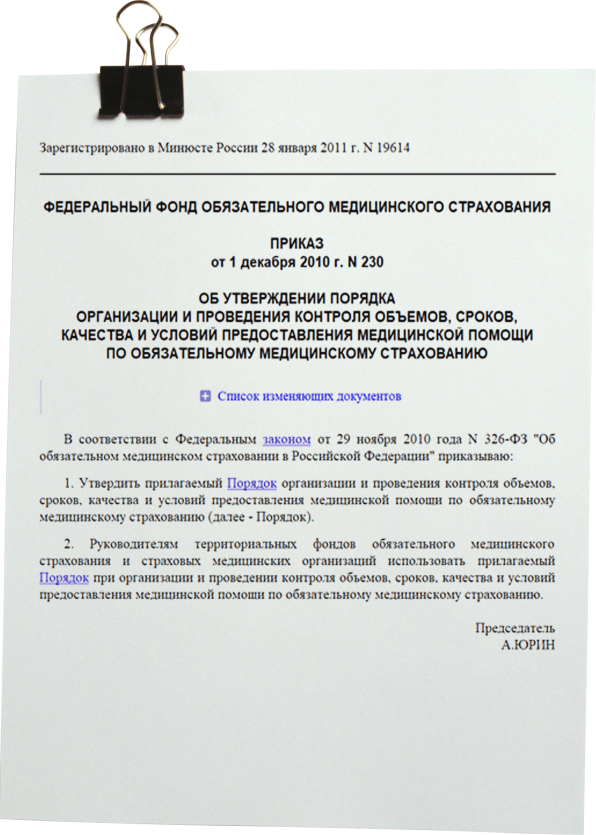 Зарегистрировано в Минюсте России 28 января 2011 г. N 19614
ФЕДЕРАЛЬНЫЙ ФОНД ОБЯЗАТЕЛЬНОГО МЕДИЦИНСКОГО СТРАХОВАНИЯ
ПРИКАЗ
от 1 декабря 2010 г. N 230
ОБ УТВЕРЖДЕНИИ ПОРЯДКА
ОРГАНИЗАЦИИ И ПРОВЕДЕНИЯ КОНТРОЛЯ ОБЪЕМОВ, СРОКОВ,
КАЧЕСТВА И УСЛОВИЙ ПРЕДОСТАВЛЕНИЯ МЕДИЦИНСКОЙ ПОМОЩИ
ПО ОБЯЗАТЕЛЬНОМУ МЕДИЦИНСКОМУ СТРАХОВАНИЮ
Список изменяющих документов
В соответствии с Федеральным законом от 29 ноября 2010 года N 326-ФЗ "Об
обязательном медицинском страховании в Российской Федерации" приказываю:
1. Утвердить прилагаемый Порядок организации и проведения контроля объемов,
сроков, качества и условий предоставления медицинской помощи по обязательному
медицинскому страхованию (далее - Порядок).
2. Руководителям территориальных фондов обязательного медицинского
страхования и страховых медицинских организаций использовать прилагаемый
Порядок при организации и проведении контроля объемов, сроков, качества и условий
предоставления медицинской помощи по обязательному медицинскому страхованию.
Председатель
А.ЮРИН